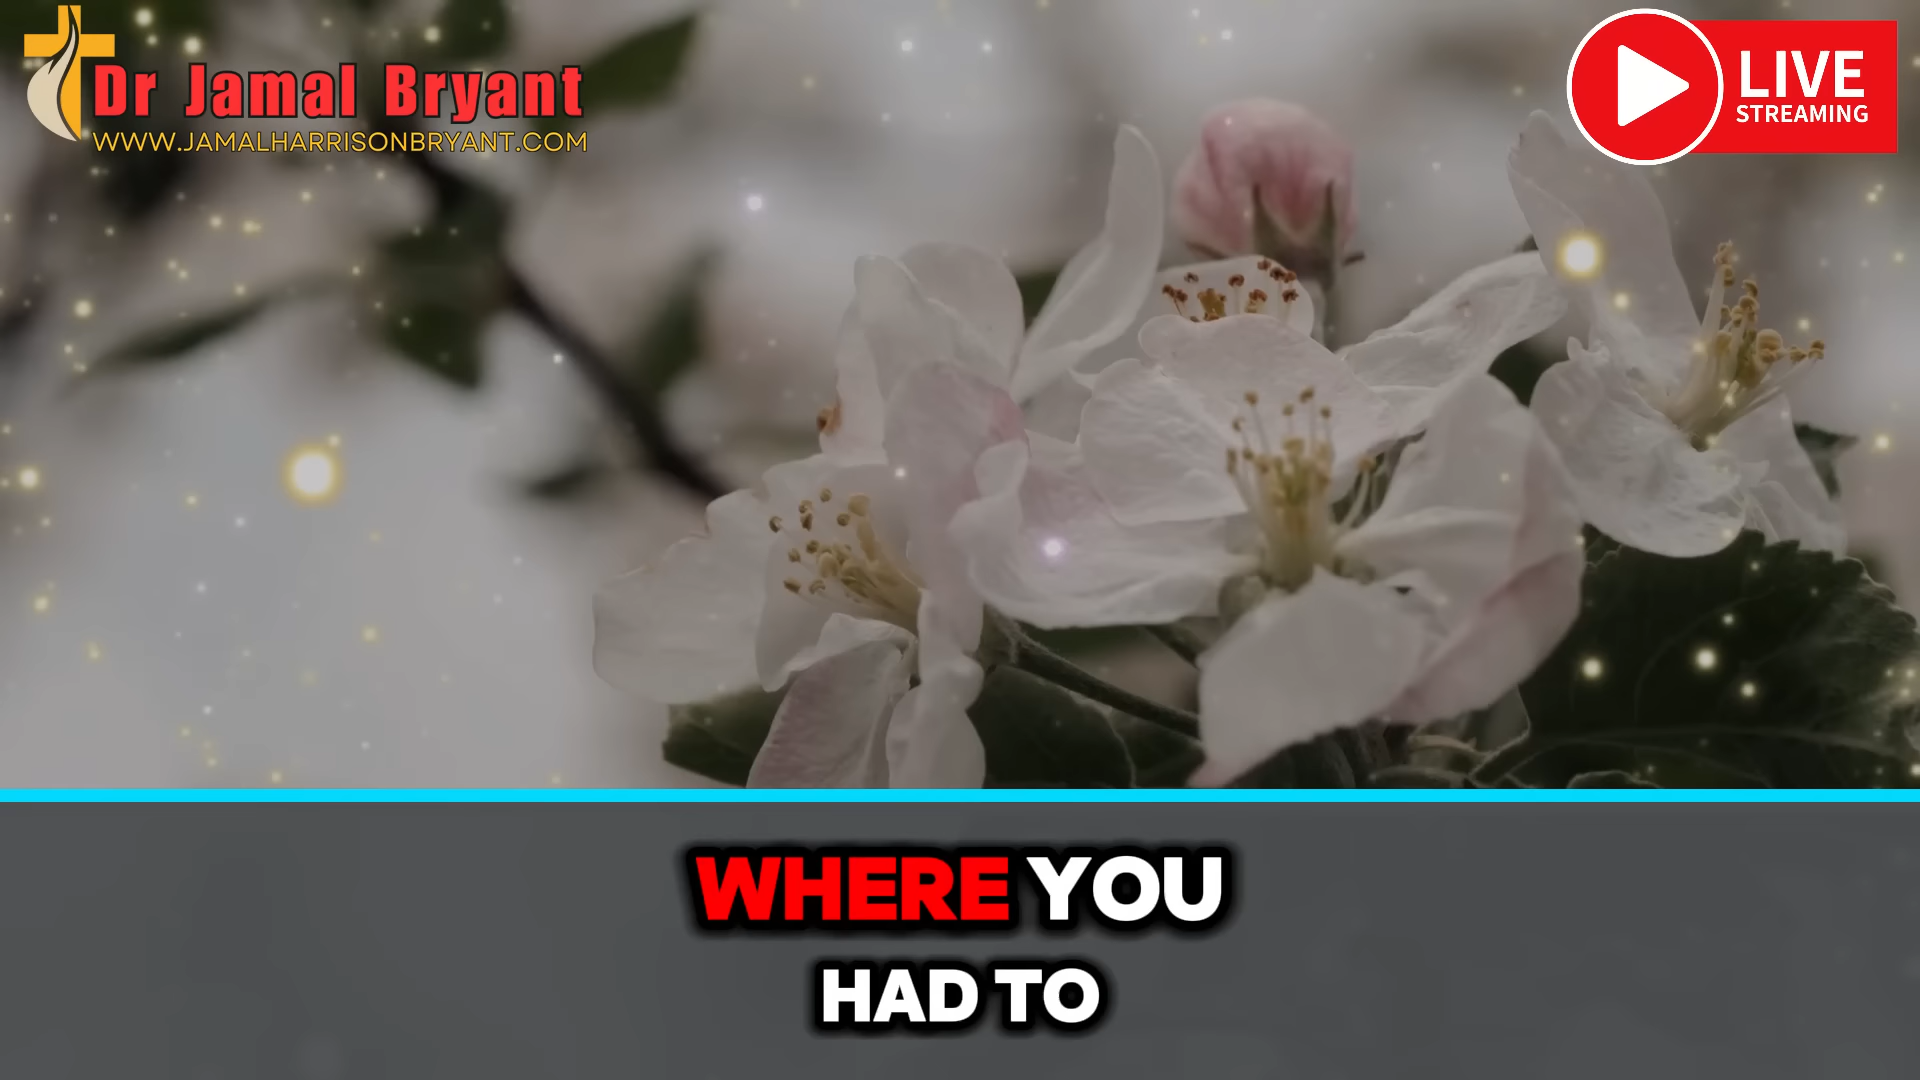 Dr Jamal Bryant
WWW.JAMALHARRISONBRYANT.COM
LIVE
STREAMING
WHERE YOU
HAD TO